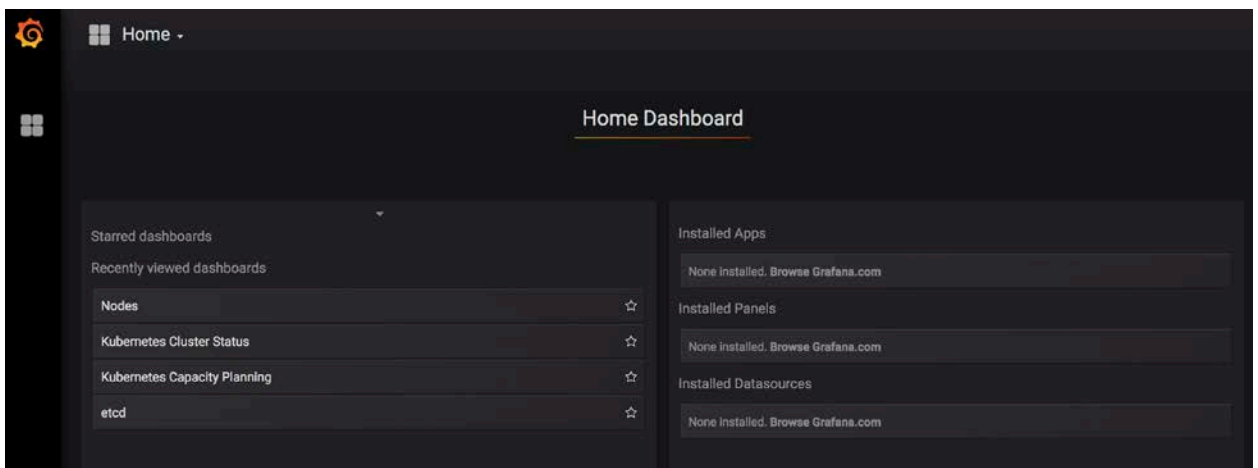 Home
Home Dashboard
Starred dashboards
Recently viewed dashboards
Nodes
Kubernetes Cluster Status
Kubernetes Capacity Planning
etcd
Installed Apps
None installed. Browse Grafana.com
Installed Panels
None installed. Browse Grafana.com
Installed Datasources
None installed. Browse Grafana.com